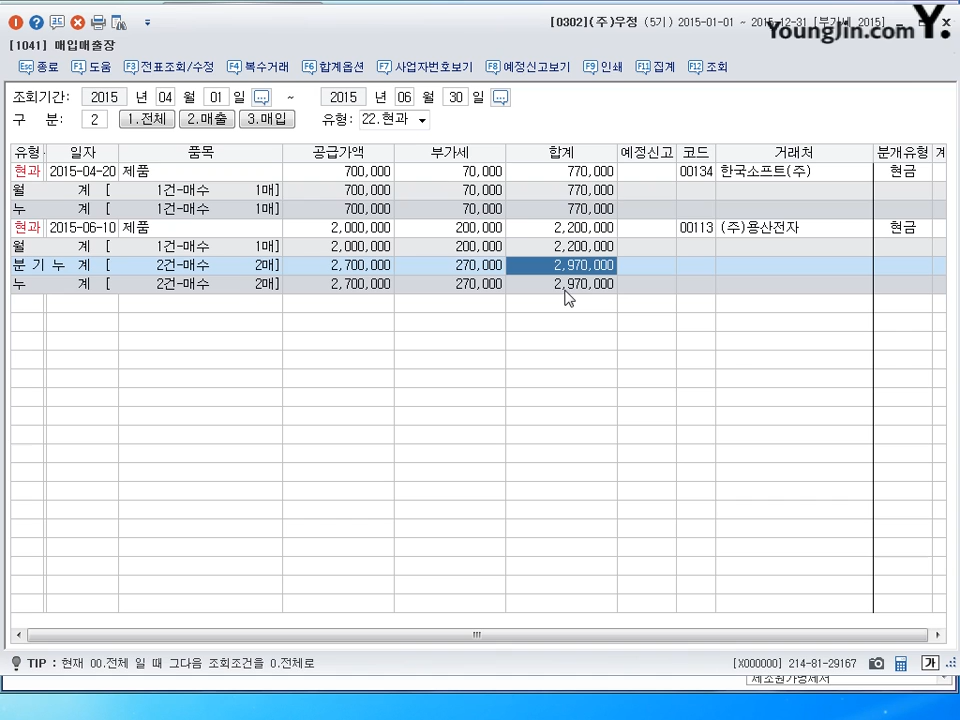 [0302](주)우정 (5기) 2015-01-01 ~ 2015-12-31 [부가세 2015]
YoungJin.com Y.
[1041] 매입매출장
Esc 종료 F1 도움 F3 전표조회/수정 F4 복수거래 F6 합계옵션 F7 사업자번호보기 F8 예정신고보기 F9 인쇄 F11 집계 F12 조회
조회기간: 2015 년 04 월 01 일 ~ 2015 년 06 월 30 일
구 분: 2 1.전체 2.매출 3.매입 유형: 22.현과
유형 일자 품목 공급가액 부가세 합계 예정신고 코드 거래처 분개유형 계
현과 2015-04-20 제품 700,000 70,000 770,000 00134 한국소프트(주) 현금
월 계 [ 1건-매수 1매] 700,000 70,000 770,000
누 계 [ 1건-매수 1매] 700,000 70,000 770,000
현과 2015-06-10 제품 2,000,000 200,000 2,200,000 00113 (주)용산전자 현금
월 계 [ 1건-매수 1매] 2,000,000 200,000 2,200,000
분 기 누 계 [ 2건-매수 2매] 2,700,000 270,000 2,970,000
누 계 [ 2건-매수 2매] 2,700,000 270,000 2,970,000
TIP : 현재 00.전체 일 때 그다음 조회조건을 0.전체로
[X000000] 214-81-29167 가
제조원가명세서